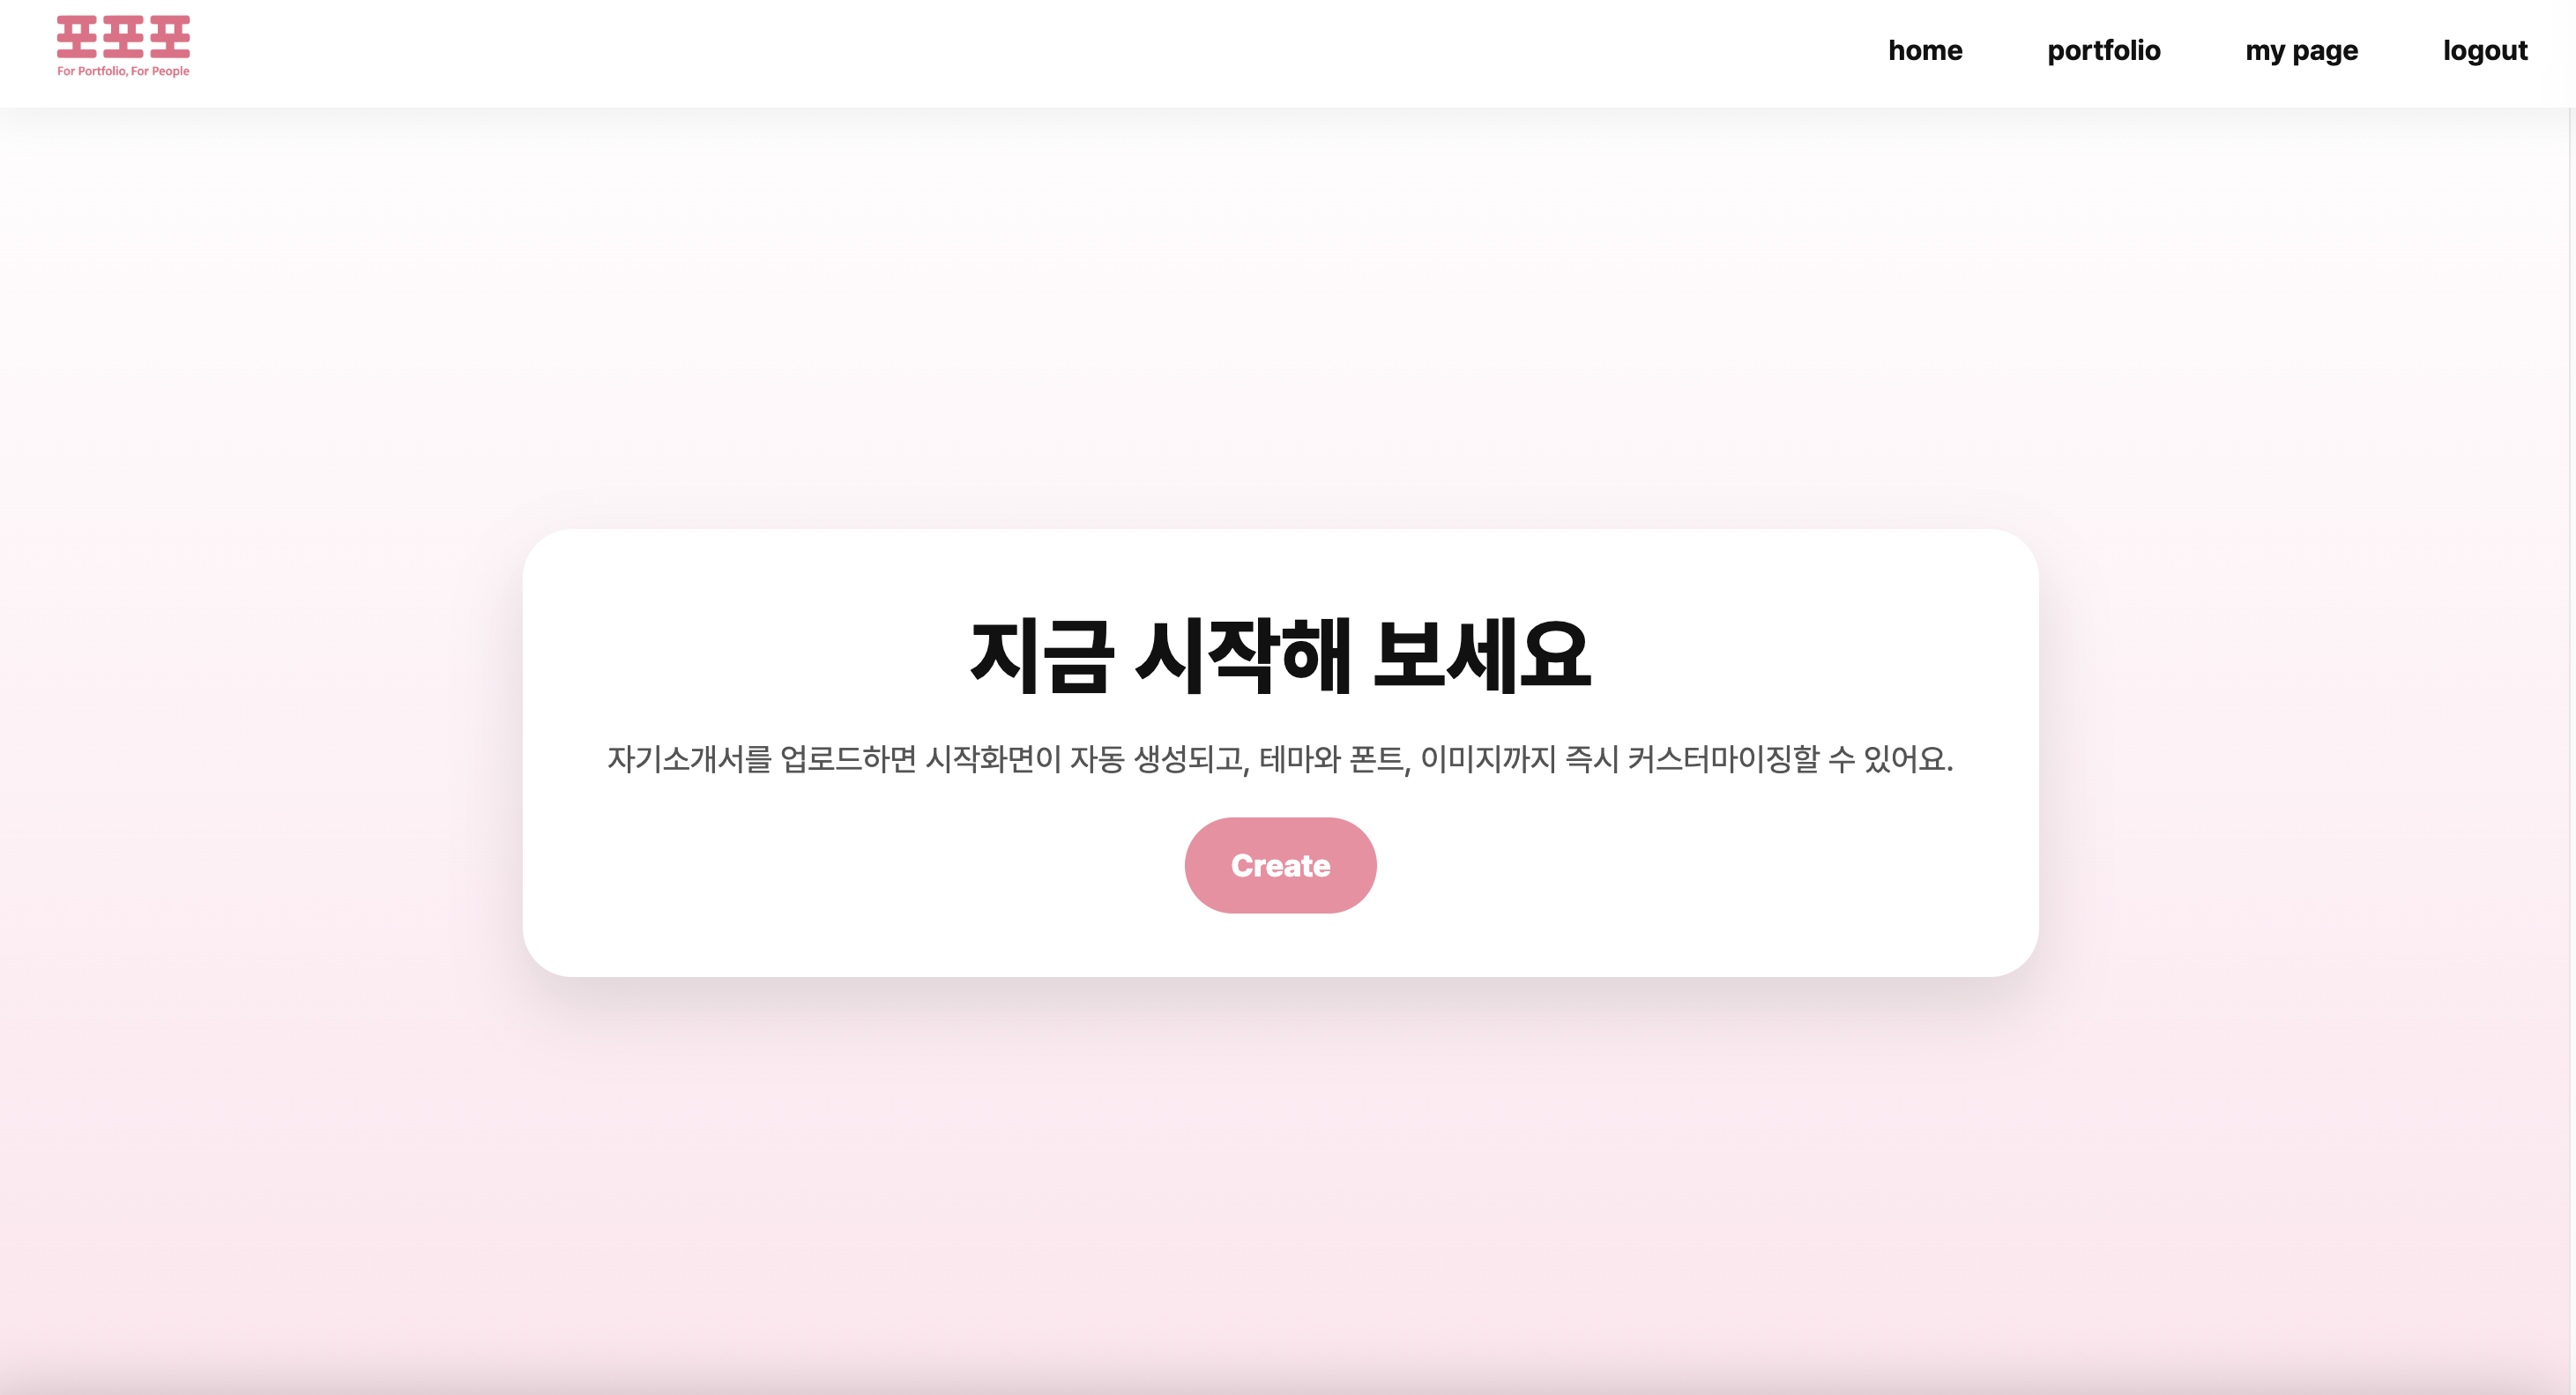 포포포
For Portfolio, For People
home portfolio my page logout
지금 시작해 보세요
자기소개서를 업로드하면 시작화면이 자동 생성되고, 테마와 폰트, 이미지까지 즉시 커스터마이징할 수 있어요.
Create